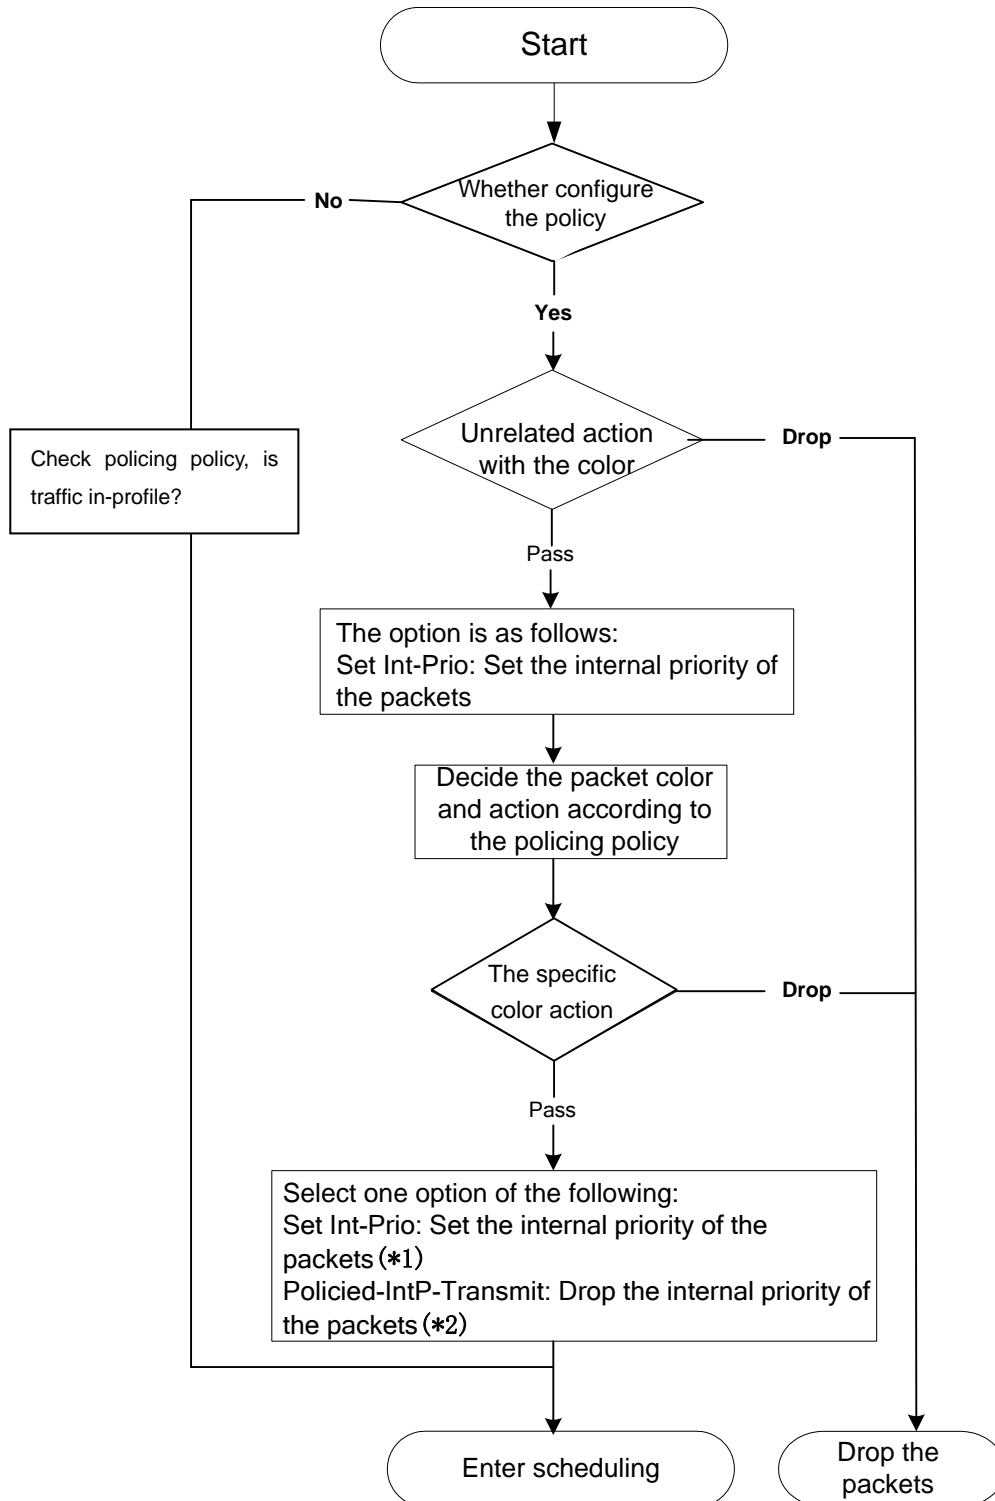 Start
Whether configure
the policy
No
Yes
Unrelated action
with the color
Drop
Check policing policy, is
traffic in-profile?
Pass
The option is as follows:
Set Int-Prio: Set the internal priority of
the packets
Decide the packet color
and action according to
the policing policy
The specific
color action
Drop
Pass
Select one option of the following:
Set Int-Prio: Set the internal priority of the
packets(*1)
Policied-IntP-Transmit: Drop the internal priority of
the packets(*2)
Enter scheduling
Drop the
packets